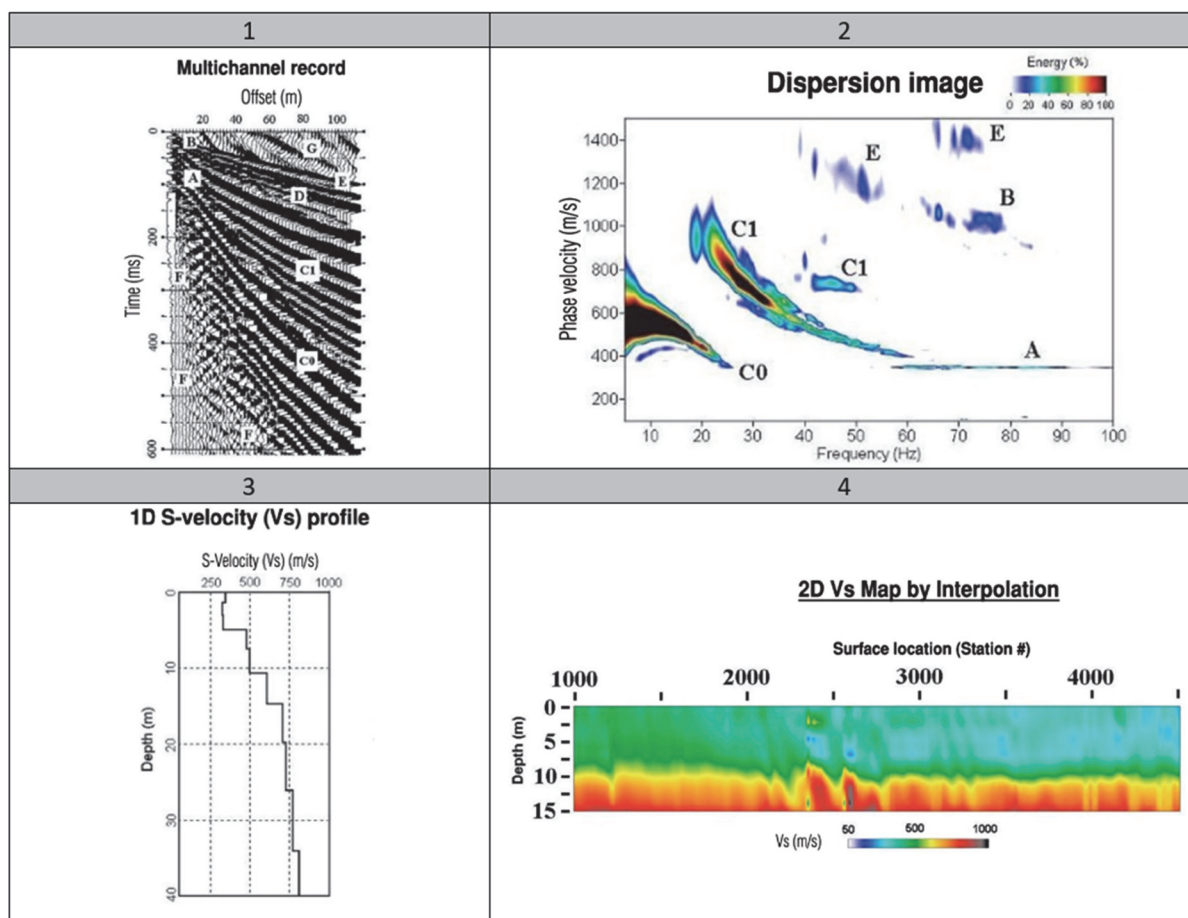 1
2
Multichannel record
Offset (m)
20 40 60 80 100
0
200
400
600
Time (ms)
B
G
A
E
D
F
C1
C0
F
F
Dispersion image
Energy (%)
0 20 40 60 80 100
1400
1200
1000
800
600
400
200
Phase velocity (m/s)
E
E
B
C1
C1
A
C0
10 20 30 40 50 60 70 80 90 100
Frequency (Hz)
3
4
1D S-velocity (Vs) profile
S-Velocity (Vs) (m/s)
250 500 750 1000
0
10
20
30
40
Depth (m)
2D Vs Map by Interpolation
Surface location (Station #)
1000 2000 3000 4000
0
5
10
15
Depth (m)
Vs (m/s)
50 500 1000